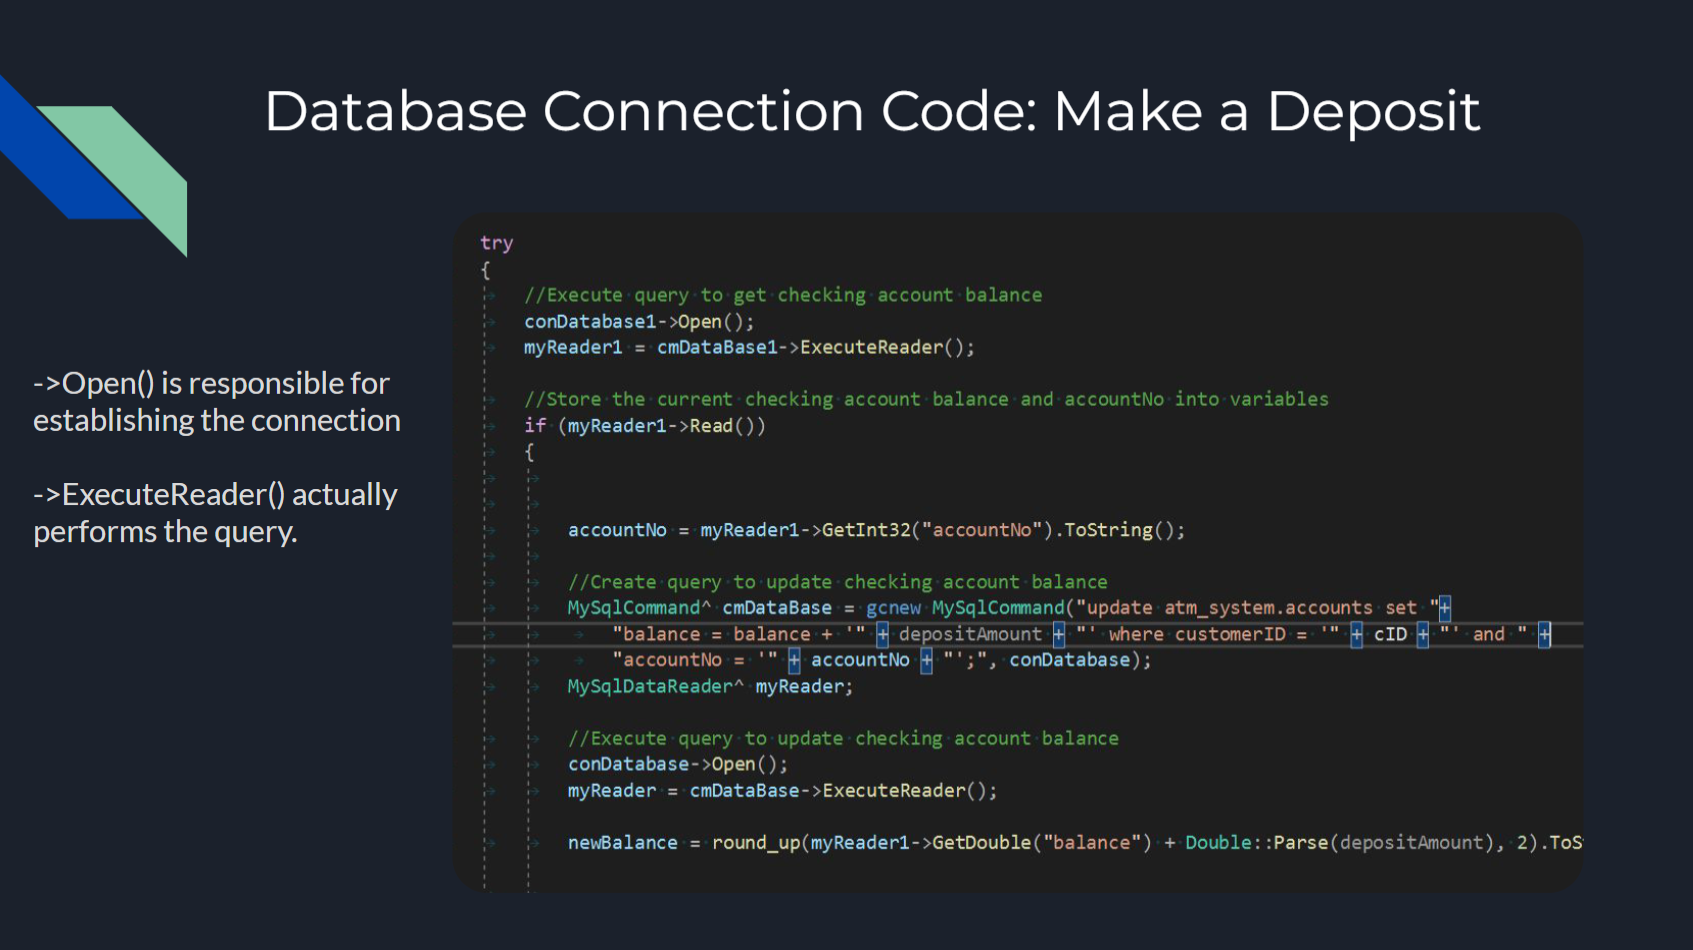 Database Connection Code: Make a Deposit
->Open() is responsible for
establishing the connection
->ExecuteReader() actually
performs the query.
try
{
//Execute query to get checking account balance
conDatabase1->Open();
myReader1 = cmDataBase1->ExecuteReader();
//Store the current checking account balance and accountNo into variables
if (myReader1->Read())
{
accountNo = myReader1->GetInt32("accountNo").ToString();
//Create query to update checking account balance
MySqlCommand^ cmDataBase = gcnew MySqlCommand("update atm_system.accounts set "+
"balance = balance + '" + depositAmount + "' where customerID = '" + cID + "' and " +
"accountNo = '" + accountNo + "';", conDatabase);
MySqlDataReader^ myReader;
//Execute query to update checking account balance
conDatabase->Open();
myReader = cmDataBase->ExecuteReader();
newBalance = round_up(myReader1->GetDouble("balance") + Double::Parse(depositAmount), 2).ToS